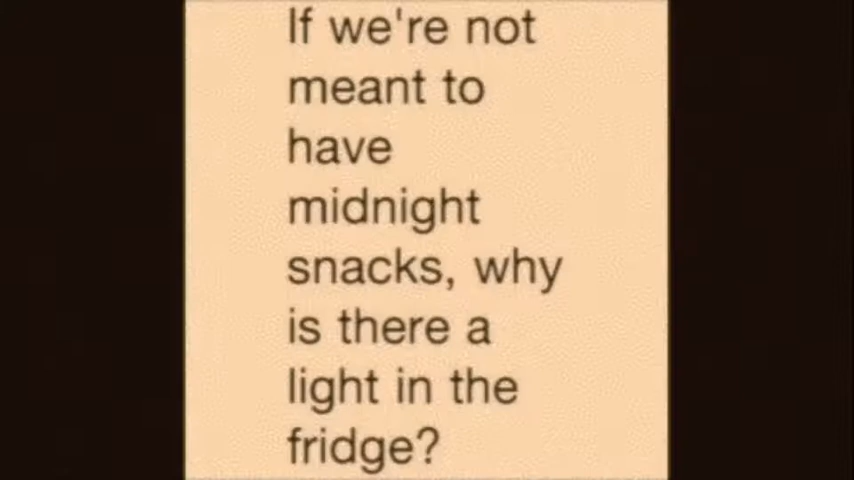 If we're not
meant to
have
midnight
snacks, why
is there a
light in the
fridge?